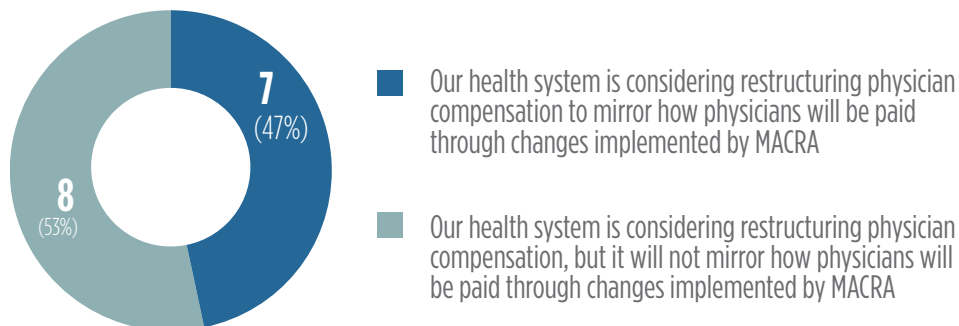 7
(47%)
8
(53%)
Our health system is considering restructuring physician
compensation to mirror how physicians will be paid
through changes implemented by MACRA
Our health system is considering restructuring physician
compensation, but it will not mirror how physicians will
be paid through changes implemented by MACRA